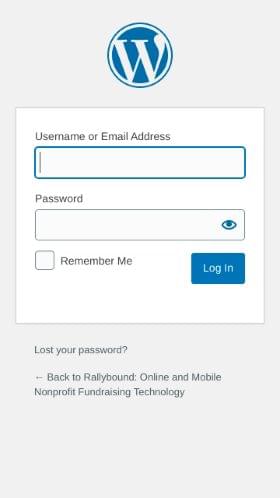 Username or Email Address
Password
Remember Me
Log In
Lost your password?
← Back to Rallybound: Online and Mobile
Nonprofit Fundraising Technology